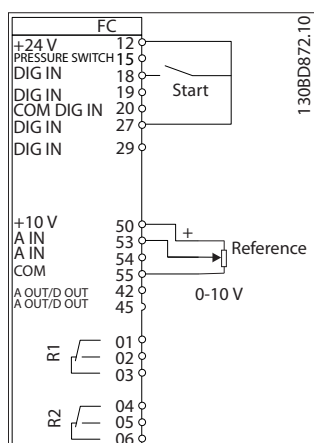 FC
+24 V 12
PRESSURE SWITCH 15
DIG IN 18
DIG IN 19
COM DIG IN 20
DIG IN 27
DIG IN 29
Start
+10 V 50
A IN 53
A IN 54
COM 55
A OUT/D OUT 42
A OUT/D OUT 45
+
Reference
0-10 V
R1
01
02
03
R2
04
05
06
130BD872.10